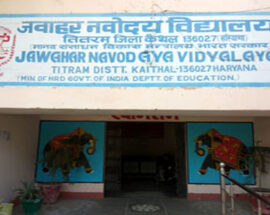 जवाहर नवोदय विद्यालय
तितरम जिला कैथल 136027 (हरियाणा)
मानव संसाधन विकास मंत्रालय भारत सरकार
JAWAHAR NAVODAYA VIDYALAYA
TITRAM DISTT. KAITHAL-136027 HARYANA
(MIN. OF HRD GOVT. OF INDIA DEPTT OF EDUCATION.)